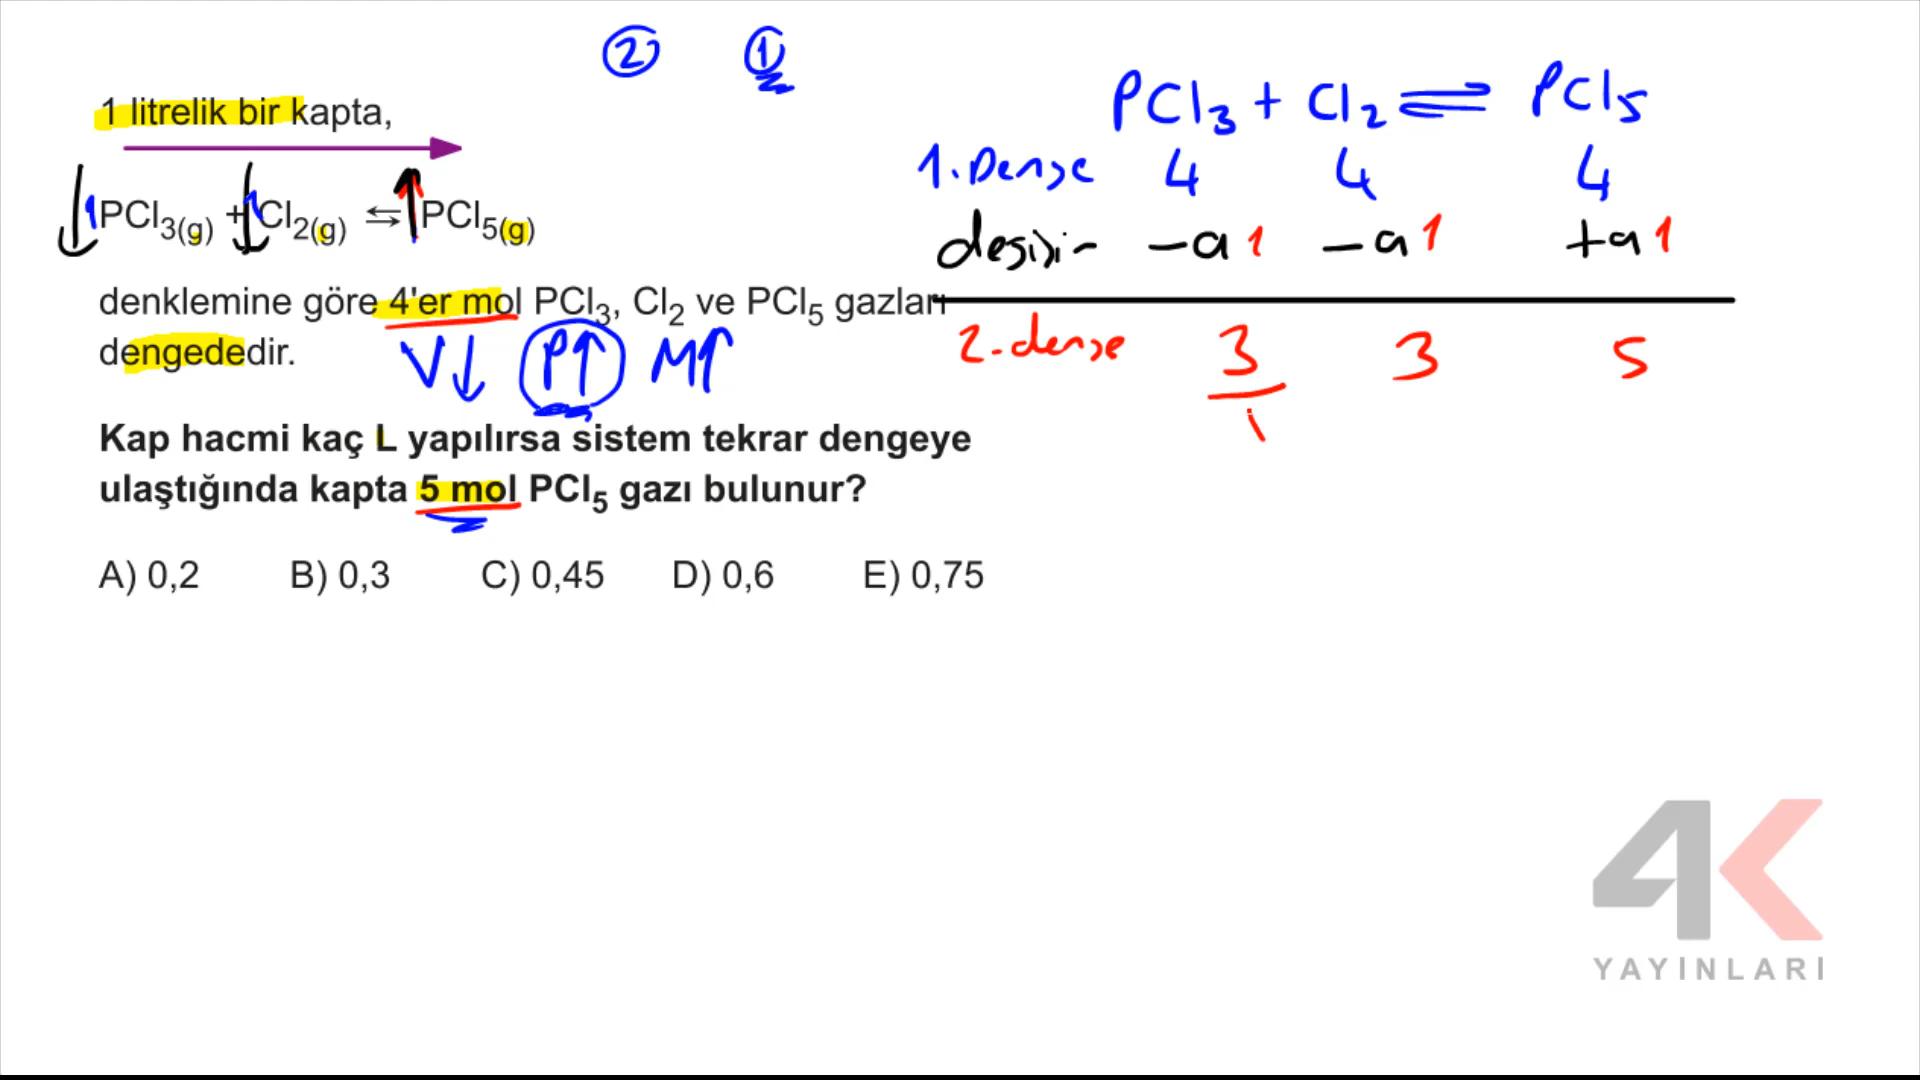 ② ①
1 litrelik bir kapta,
PCl3(g) + Cl2(g) ⇆ PCl5(g)
denklemine göre 4'er mol PCl3, Cl2 ve PCl5 gazları
dengededir.
V↓ P↑ M↑
Kap hacmi kaç L yapılırsa sistem tekrar dengeye
ulaştığında kapta 5 mol PCl5 gazı bulunur?
A) 0,2 B) 0,3 C) 0,45 D) 0,6 E) 0,75
PCl3 + Cl2 ⇌ PCl5
1. Denge 4 4 4
değişim -a 1 -a 1 +a 1
2. denge 3 3 5
4K
YAYINLARI